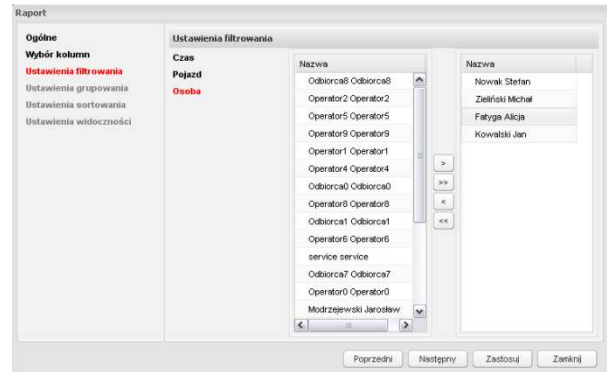 Raport
Ogólne
Wybór kolumn
Ustawienia filtrowania
Ustawienia grupowania
Ustawienia sortowania
Ustawienia widoczności
Ustawienia filtrowania
Czas
Pojazd
Osoba
Nazwa
Odbiorca8 Odbiorca8
Operator2 Operator2
Operator5 Operator5
Operator9 Operator9
Operator1 Operator1
Operator4 Operator4
Odbiorca0 Odbiorca0
Operator8 Operator8
Odbiorca1 Odbiorca1
Operator6 Operator6
service service
Odbiorca7 Odbiorca7
Operator0 Operator0
Modrzejewski Jarosław
>
>>
<
<<
Nazwa
Nowak Stefan
Zieliński Michał
Fatyga Alicja
Kowalski Jan
Poprzedni Następny Zastosuj Zamknij